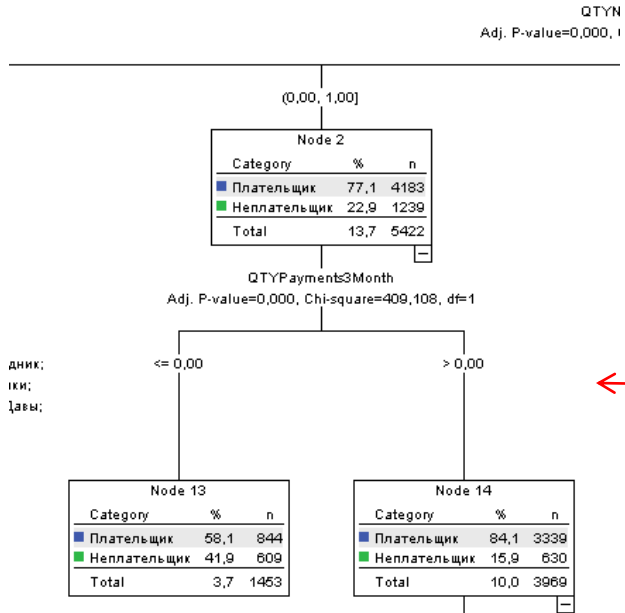 QTYN
Adj. P-value=0,000,
(0,00, 1,00]
Node 2
Category % n
Плательщик 77,1 4183
Неплательщик 22,9 1239
Total 13,7 5422
QTYPayments3Month
Adj. P-value=0,000, Chi-square=409,108, df=1
дник;
ки;
Давы;
<= 0,00
> 0,00
Node 13
Category % n
Плательщик 58,1 844
Неплательщик 41,9 609
Total 3,7 1453
Node 14
Category % n
Плательщик 84,1 3339
Неплательщик 15,9 630
Total 10,0 3969